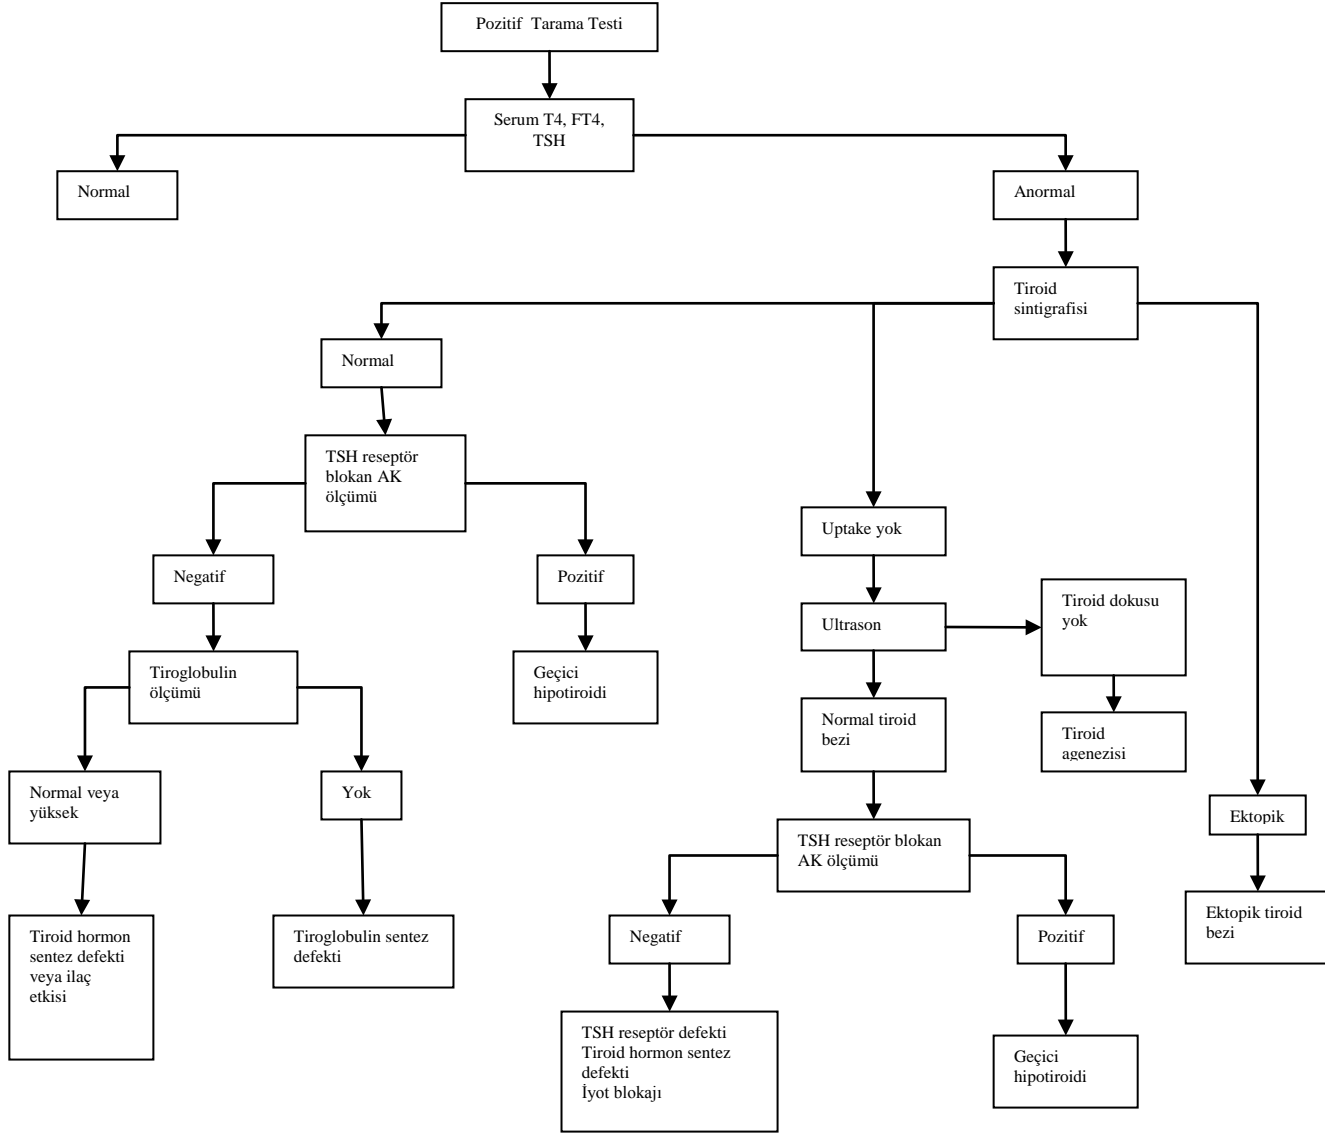 Pozitif Tarama Testi
Serum T4, FT4,
TSH
Normal
Anormal
Tiroid
sintigrafisi
Normal
TSH reseptör
blokan AK
ölçümü
Uptake yok
Negatif
Pozitif
Ultrason
Tiroid dokusu
yok
Tiroglobulin
ölçümü
Geçici
hipotiroidi
Normal tiroid
bezi
Tiroid
agenezisi
Normal veya
yüksek
Yok
Ektopik
TSH reseptör blokan
AK ölçümü
Ektopik tiroid
bezi
Tiroid hormon
sentez defekti
veya ilaç
etkisi
Tiroglobulin sentez
defekti
Negatif
Pozitif
TSH reseptör defekti
Tiroid hormon sentez
defekti
İyot blokajı
Geçici
hipotiroidi